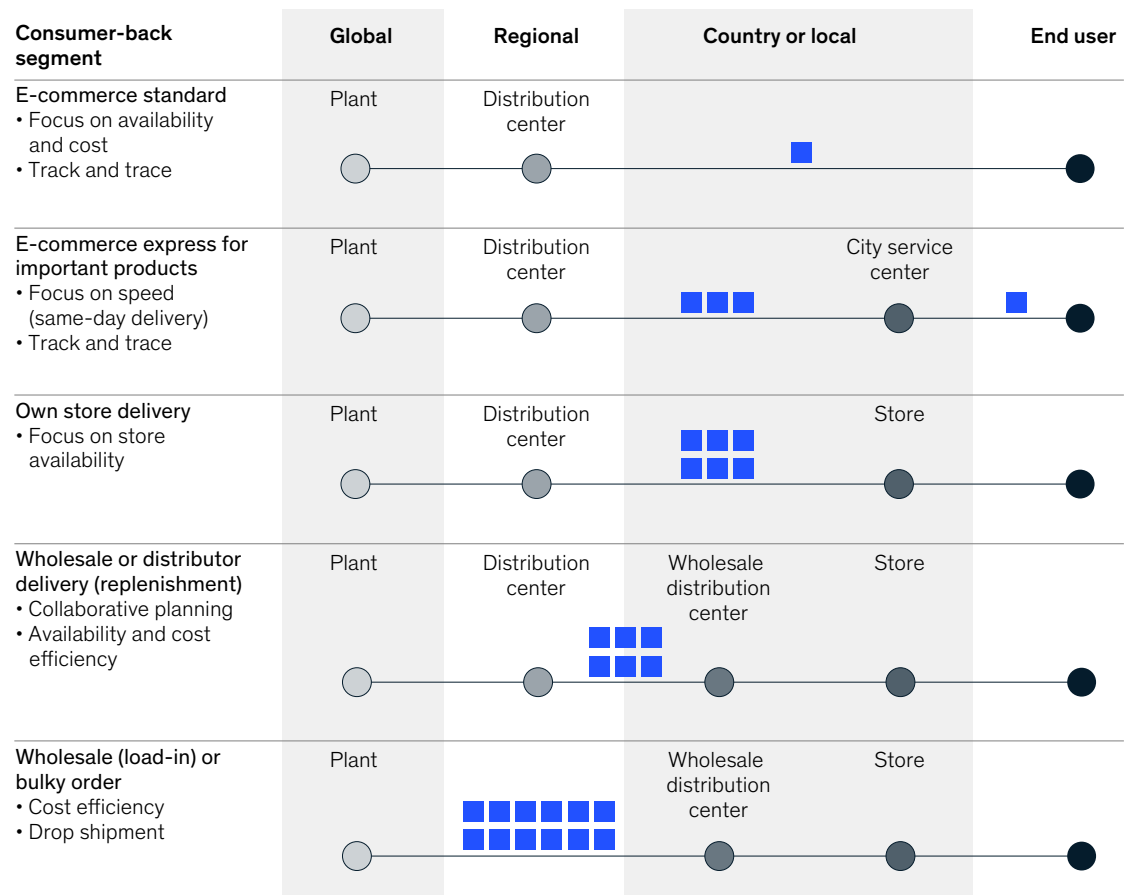 Consumer-back
segment
Global
Regional
Country or local
End user
E-commerce standard
• Focus on availability
and cost
• Track and trace
Plant
Distribution
center
E-commerce express for
important products
• Focus on speed
(same-day delivery)
• Track and trace
Plant
Distribution
center
City service
center
Own store delivery
• Focus on store
availability
Plant
Distribution
center
Store
Wholesale or distributor
delivery (replenishment)
• Collaborative planning
• Availability and cost
efficiency
Plant
Distribution
center
Wholesale
distribution
center
Store
Wholesale (load-in) or
bulky order
• Cost efficiency
• Drop shipment
Plant
Wholesale
distribution
center
Store